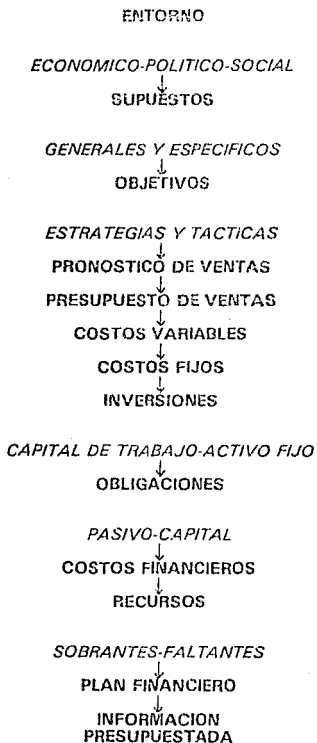 ENTORNO
ECONOMICO-POLITICO-SOCIAL
SUPUESTOS
GENERALES Y ESPECIFICOS
OBJETIVOS
ESTRATEGIAS Y TACTICAS
PRONOSTICO DE VENTAS
PRESUPUESTO DE VENTAS
COSTOS VARIABLES
COSTOS FIJOS
INVERSIONES
CAPITAL DE TRABAJO-ACTIVO FIJO
OBLIGACIONES
PASIVO-CAPITAL
COSTOS FINANCIEROS
RECURSOS
SOBRANTES-FALTANTES
PLAN FINANCIERO
INFORMACION
PRESUPUESTADA